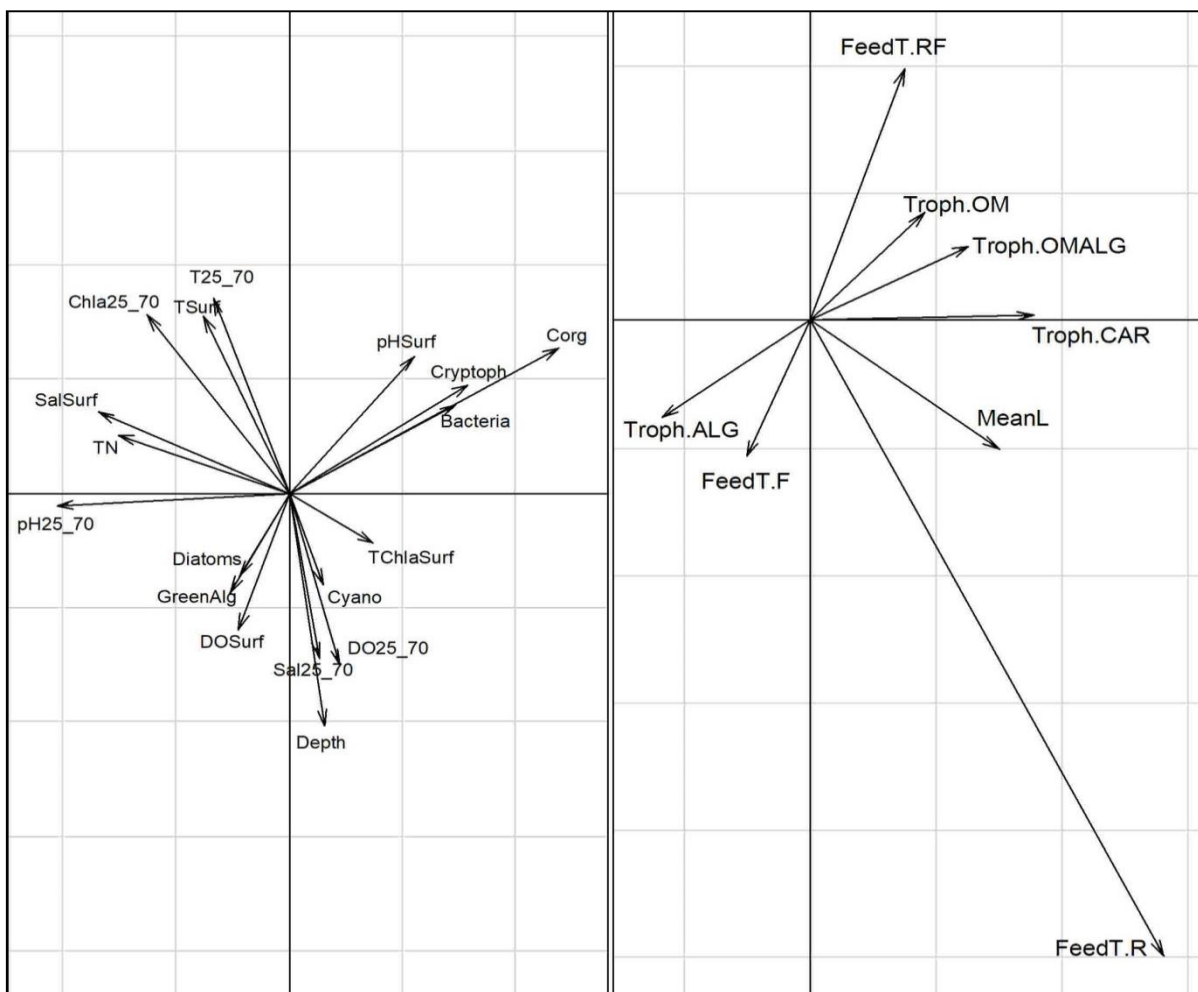 T25_70
Chla25_70
TSurf
pHSurf
Corg
Cryptoph
SalSurf
Bacteria
TN
pH25_70
Diatoms
TChlaSurf
GreenAlg
Cyano
DOSurf
DO25_70
Sal25_70
Depth
FeedT.RF
Troph.OM
Troph.OMALG
Troph.CAR
Troph.ALG
MeanL
FeedT.F
FeedT.R